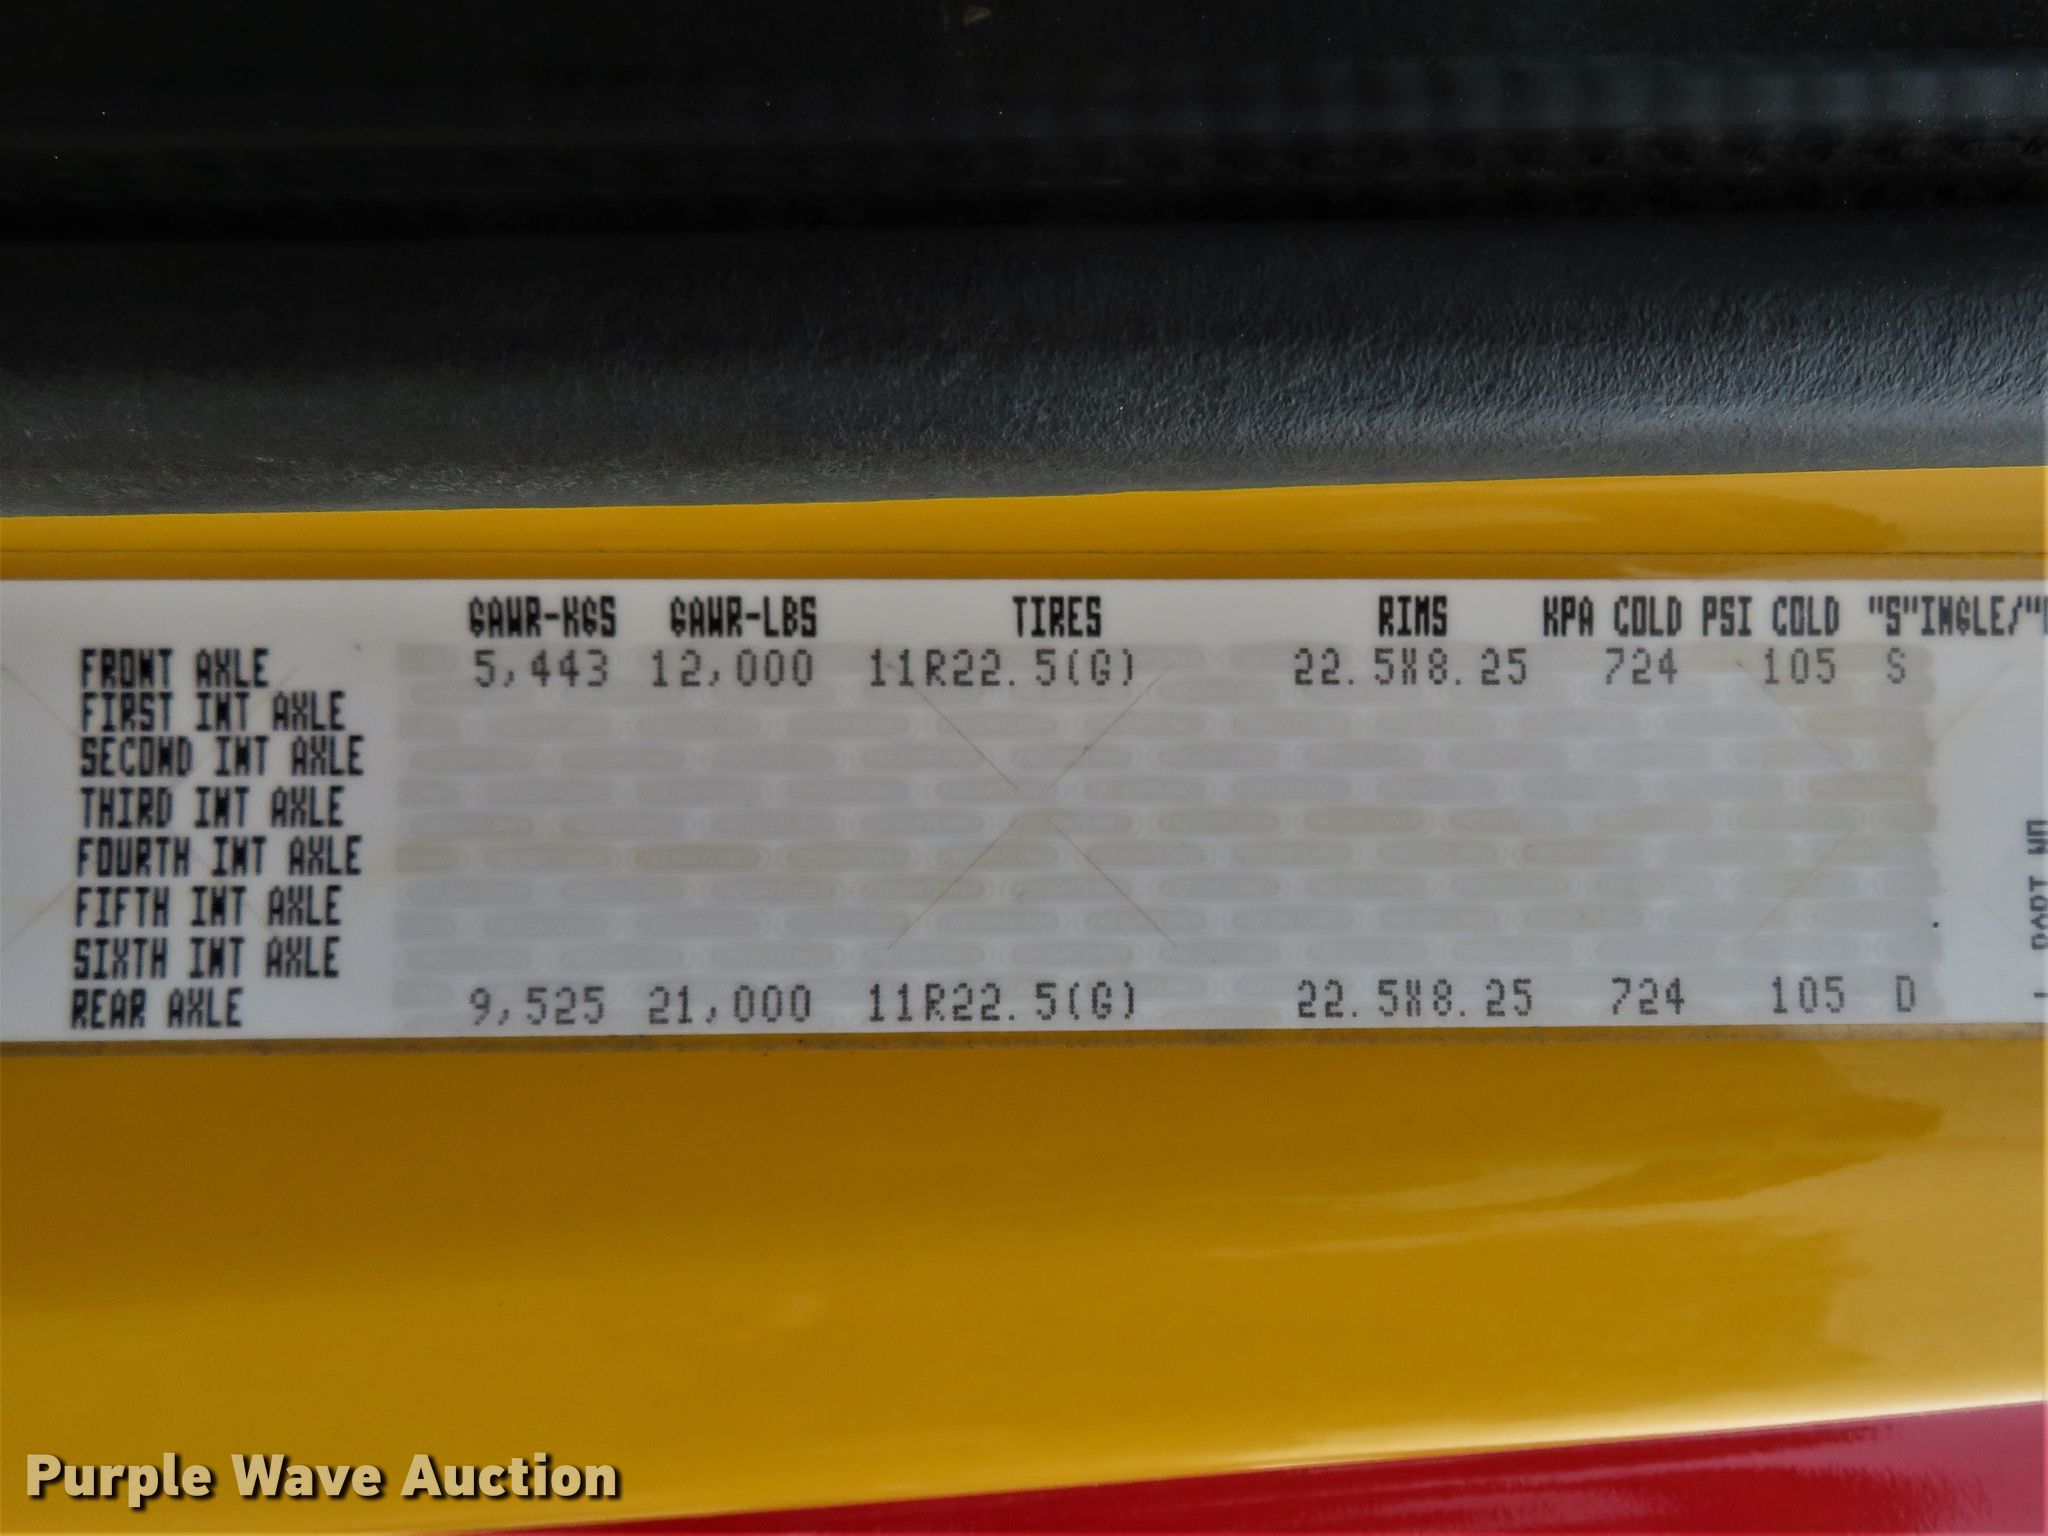 GAWR-KGS GAWR-LBS TIRES RIMS KPA COLD PSI COLD "S"INGLE/"
FRONT AXLE 5,443 12,000 11R22.5(G) 22.5X8.25 724 105 S
FIRST INT AXLE
SECOND INT AXLE
THIRD INT AXLE
FOURTH INT AXLE
FIFTH INT AXLE
SIXTH INT AXLE
REAR AXLE 9,525 21,000 11R22.5(G) 22.5X8.25 724 105 D
PART NO
Purple Wave Auction